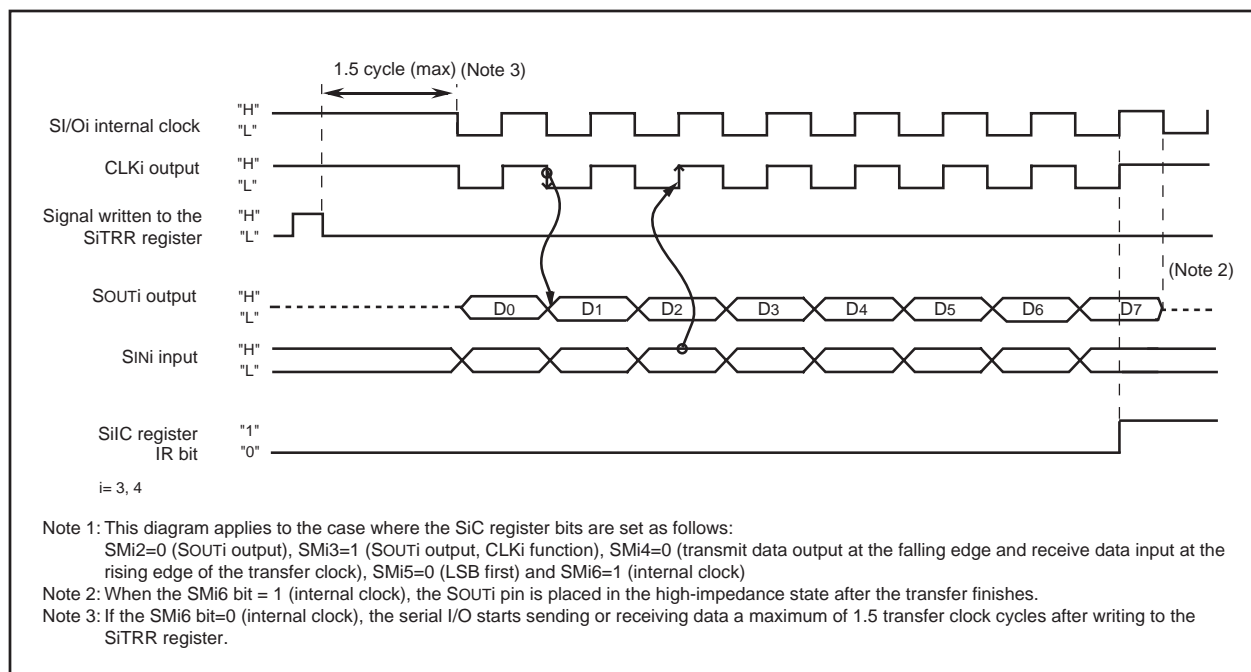 1.5 cycle (max) (Note 3)
SI/Oi internal clock "H" "L"
CLKi output "H" "L"
Signal written to the SiTRR register "H" "L"
(Note 2)
SOUTi output "H" "L" D0 D1 D2 D3 D4 D5 D6 D7
SINi input "H" "L"
SiIC register IR bit "1" "0"
i= 3, 4
Note 1: This diagram applies to the case where the SiC register bits are set as follows:
SMi2=0 (SOUTi output), SMi3=1 (SOUTi output, CLKi function), SMi4=0 (transmit data output at the falling edge and receive data input at the
rising edge of the transfer clock), SMi5=0 (LSB first) and SMi6=1 (internal clock)
Note 2: When the SMi6 bit = 1 (internal clock), the SOUTi pin is placed in the high-impedance state after the transfer finishes.
Note 3: If the SMi6 bit=0 (internal clock), the serial I/O starts sending or receiving data a maximum of 1.5 transfer clock cycles after writing to the
SiTRR register.